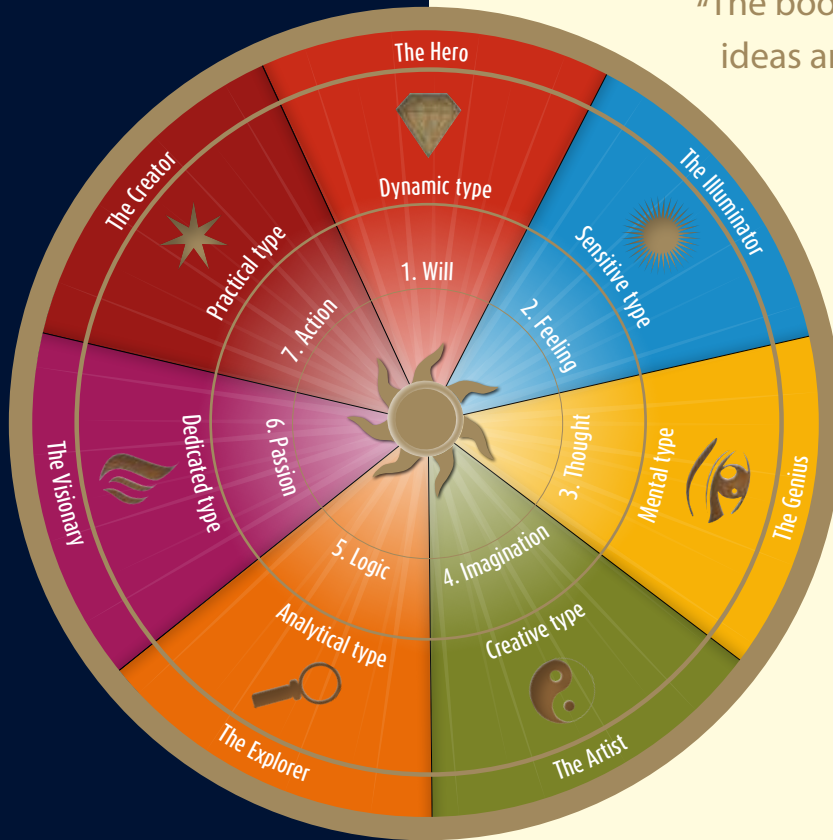 “The boo
ideas ar
The Hero
Dynamic type
1. Will
The Illuminator
Sensitive type
2. Feeling
The Genius
Mental type
3. Thought
The Artist
Creative type
4. Imagination
The Explorer
Analytical type
5. Logic
The Visionary
Dedicated type
6. Passion
The Creator
Practical type
7. Action